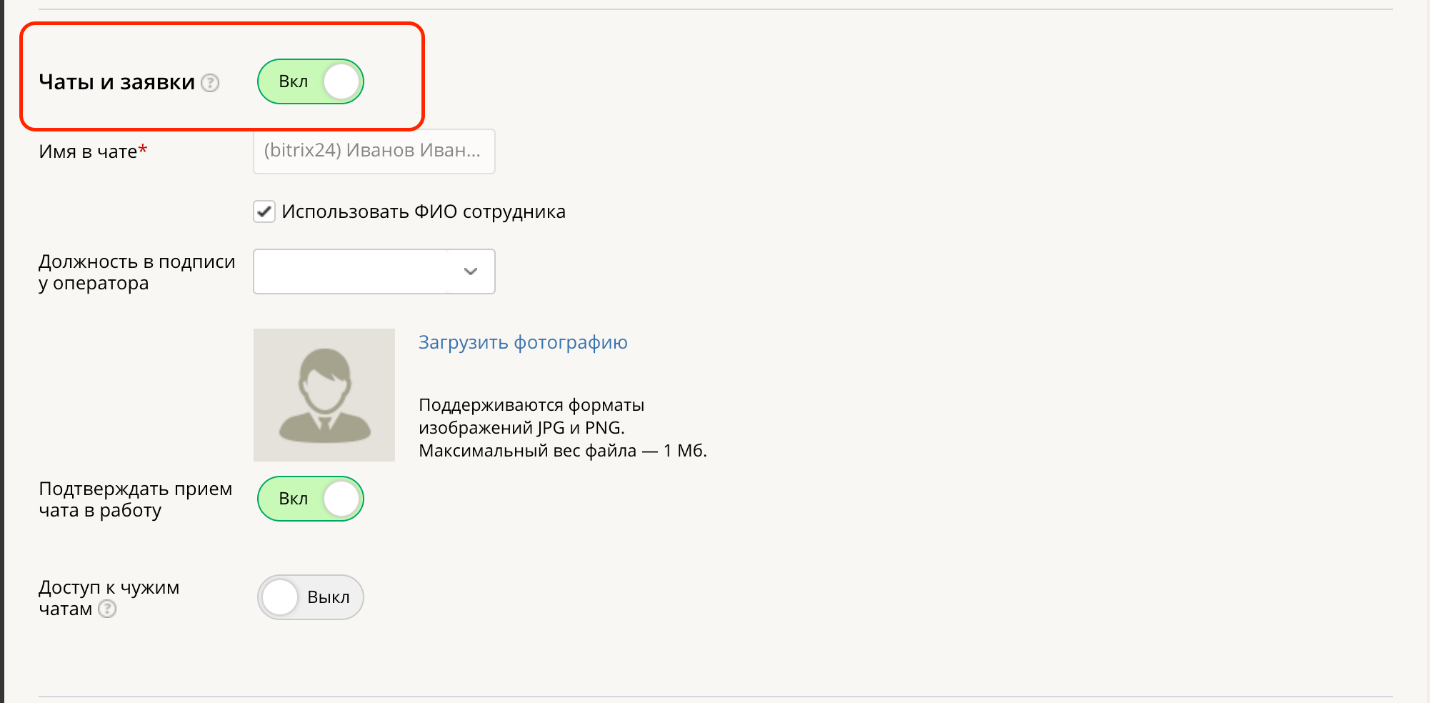 Чаты и заявки ?
Вкл
Имя в чате*
(bitrix24) Иванов Иван...
Использовать ФИО сотрудника
Должность в подписи
у оператора
Загрузить фотографию
Поддерживаются форматы
изображений JPG и PNG.
Максимальный вес файла — 1 Мб.
Подтверждать прием
чата в работу
Вкл
Доступ к чужим
чатам ?
Выкл